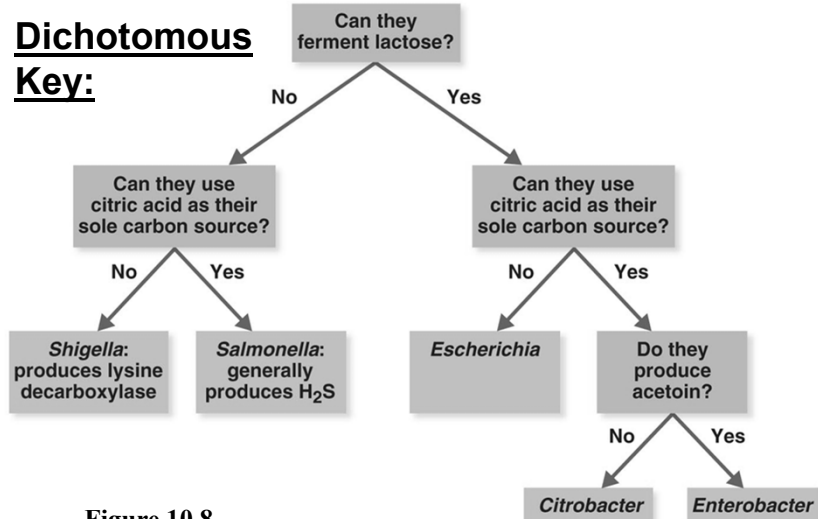 Dichotomous
Key:
Can they
ferment lactose?
No
Yes
Can they use
citric acid as their
sole carbon source?
Can they use
citric acid as their
sole carbon source?
No
Yes
No
Yes
Shigella:
produces lysine
decarboxylase
Salmonella:
generally
produces H₂S
Escherichia
Do they
produce
acetoin?
No
Yes
Citrobacter
Enterobacter
Figure 10.8